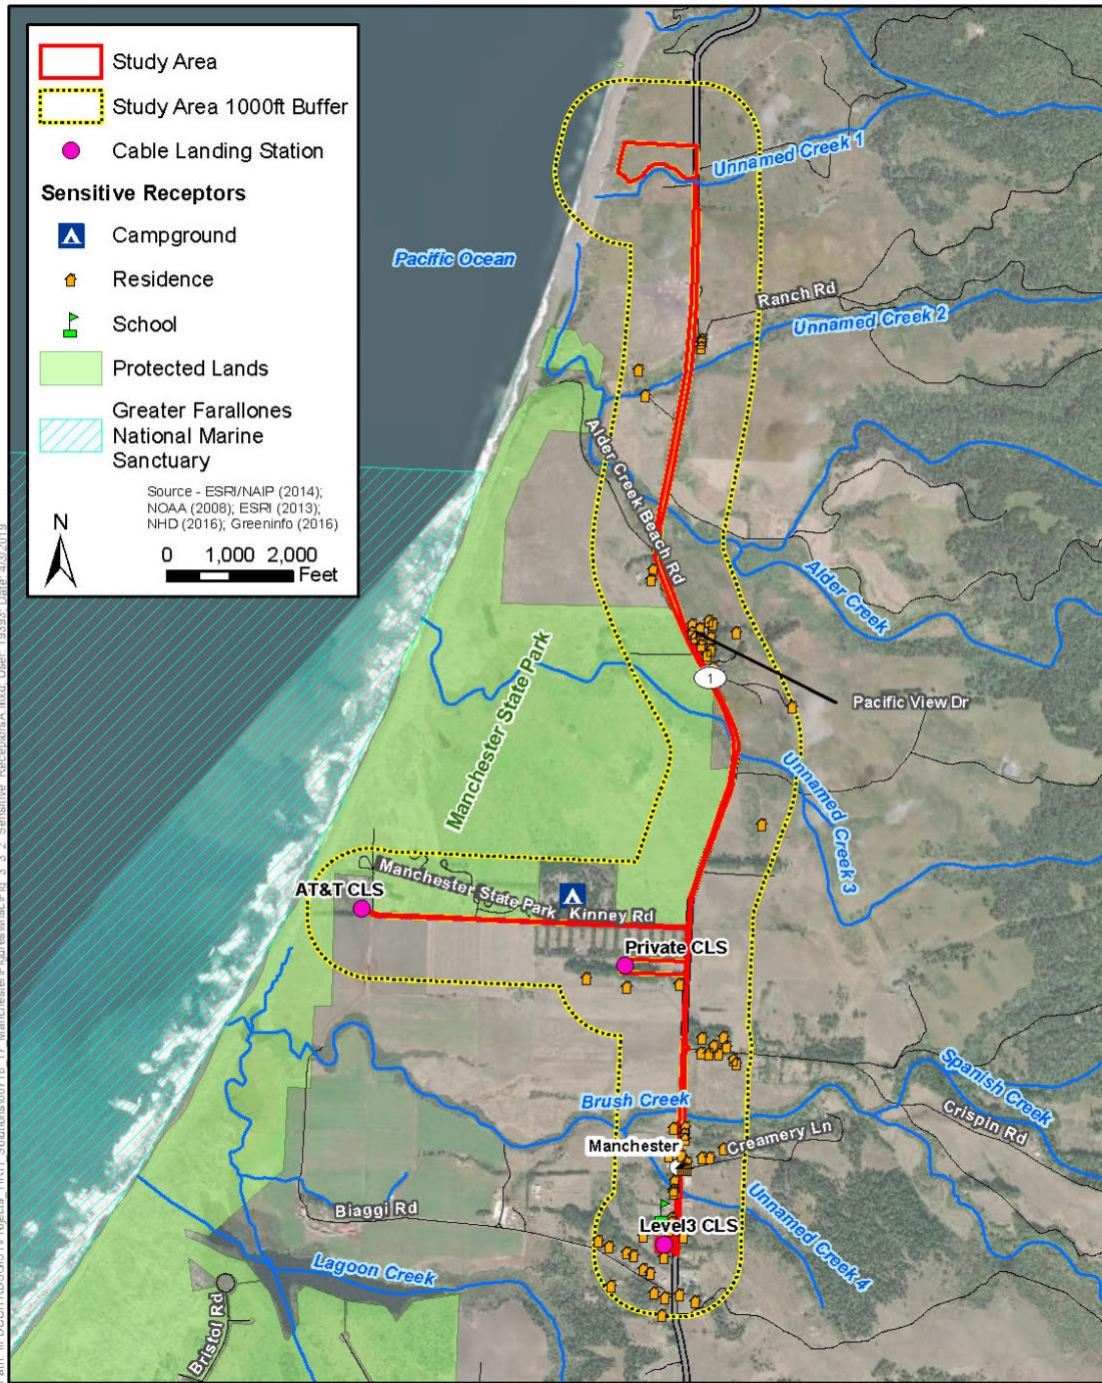 Study Area
Study Area 1000ft Buffer
Cable Landing Station
Sensitive Receptors
Campground
Residence
School
Protected Lands
Greater Farallones
National Marine
Sanctuary
Source - ESRI/NAIP (2014);
NOAA (2008); ESRI (2013);
NHD (2016); Greeninfo (2016)
N
0 1,000 2,000
Feet
Unnamed Creek 1
Pacific Ocean
Ranch Rd
Unnamed Creek 2
Alder Creek Beach Rd
Alder Creek
1
Pacific View Dr
Manchester State Park
Unnamed Creek 3
AT&T CLS
Manchester State Park
Kinney Rd
Private CLS
Spanish Creek
Crispin Rd
Brush Creek
Manchester
Creamery Ln
Unnamed Creek 4
Biaggi Rd
Level3 CLS
Lagoon Creek
Bristol Rd